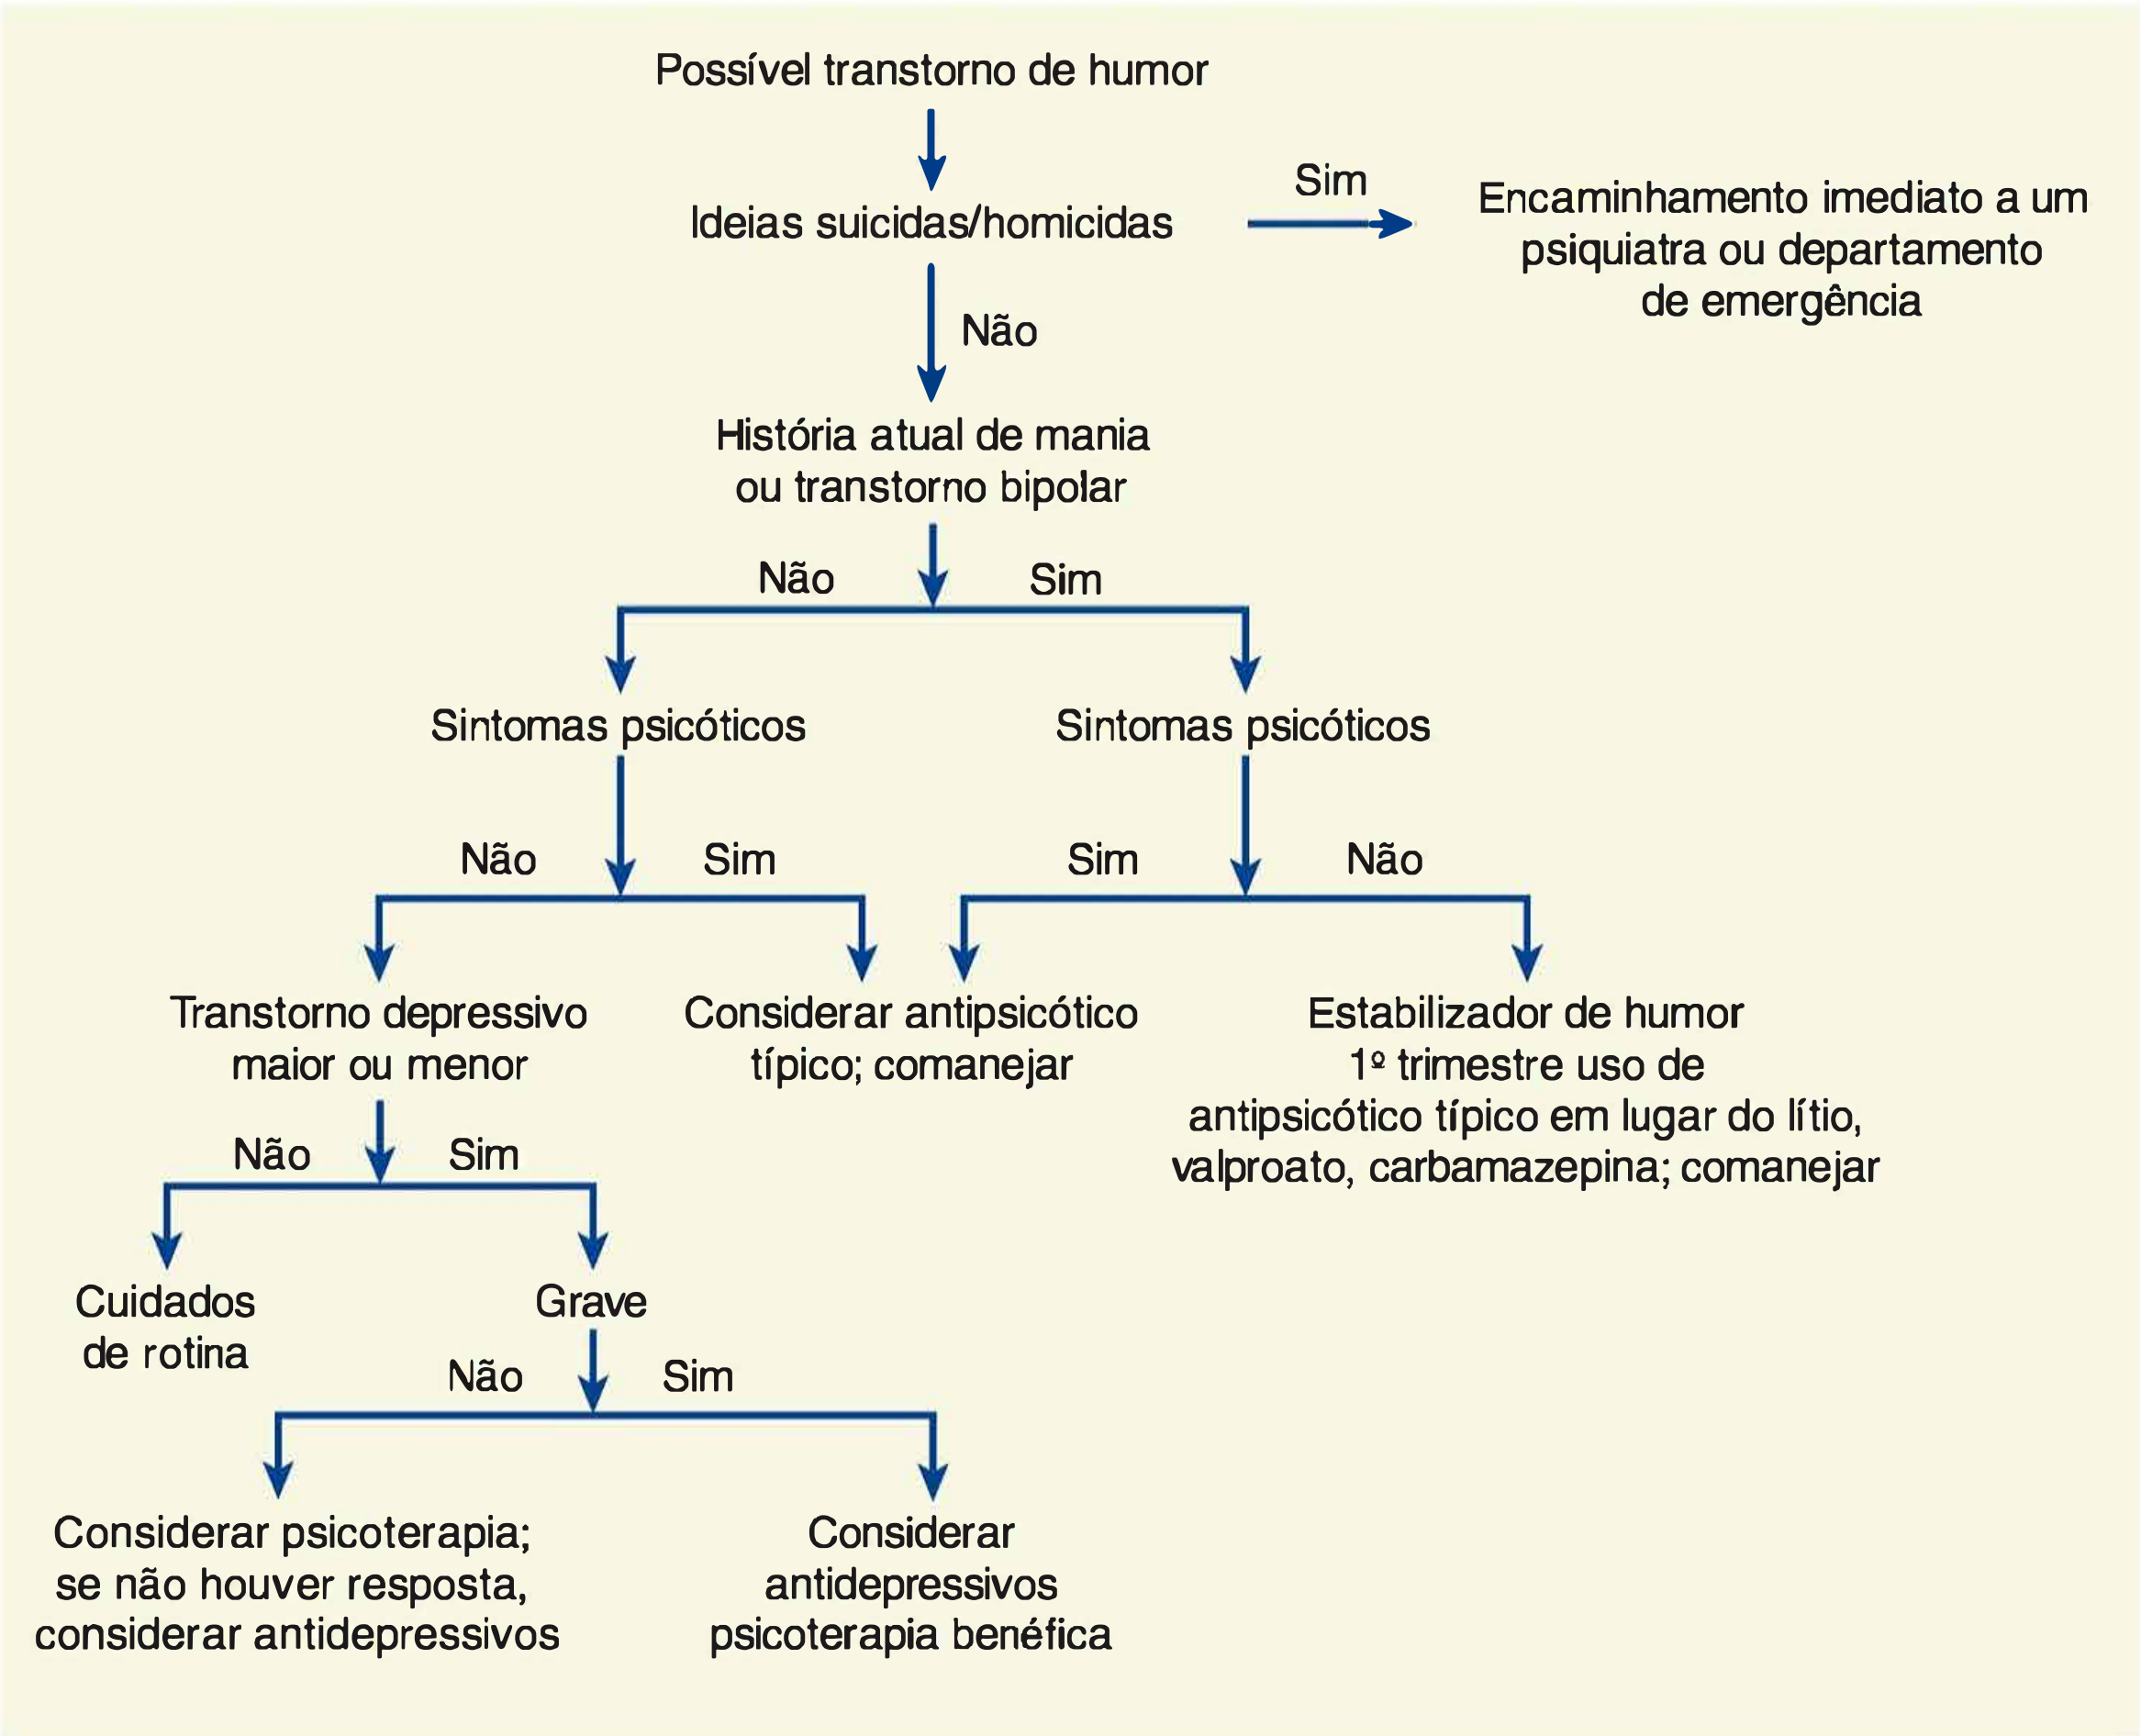 Possível transtorno de humor
Sim
Ideias suicidas/homicidas
Encaminhamento imediato a um
psiquiatra ou departamento
de emergência
Não
História atual de mania
ou transtorno bipolar
Não
Sim
Sintomas psicóticos
Sintomas psicóticos
Não
Sim
Sim
Não
Transtorno depressivo
maior ou menor
Considerar antipsicótico
típico; comanejar
Estabilizador de humor
1º trimestre uso de
antipsicótico típico em lugar do lítio,
valproato, carbamazepina; comanejar
Não
Sim
Cuidados
de rotina
Grave
Não
Sim
Considerar psicoterapia;
se não houver resposta,
considerar antidepressivos
Considerar
antidepressivos
psicoterapia benéfica